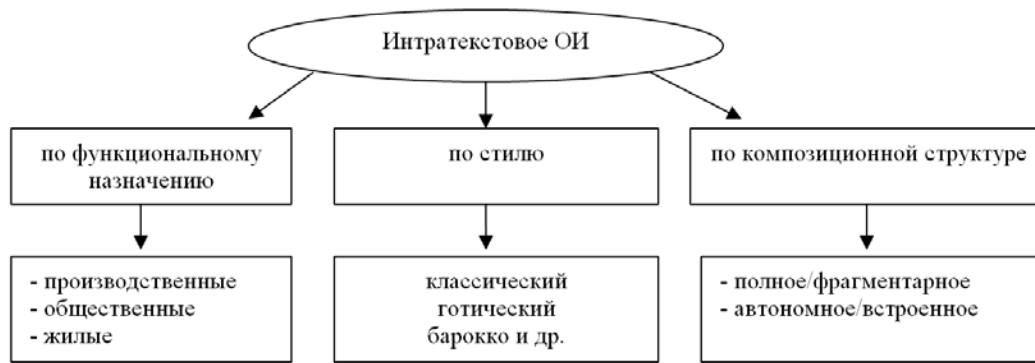 Интратекстовое ОИ
по функциональному
назначению
по стилю
по композиционной структуре
- производственные
- общественные
- жилые
классический
готический
барокко и др.
- полное/фрагментарное
- автономное/встроенное